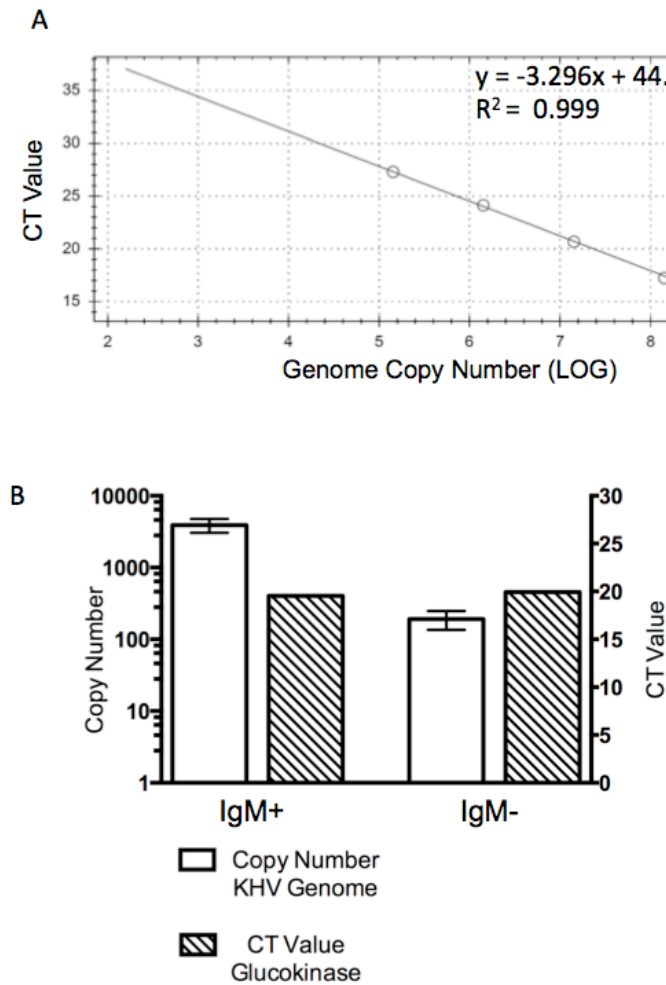 A
y = -3.296x + 44.
R² = 0.999
35
30
25
20
15
CT Value
2 3 4 5 6 7 8
Genome Copy Number (LOG)
B
10000
1000
100
10
1
Copy Number
30
25
20
15
10
5
0
CT Value
IgM+ IgM-
Copy Number
KHV Genome
CT Value
Glucokinase